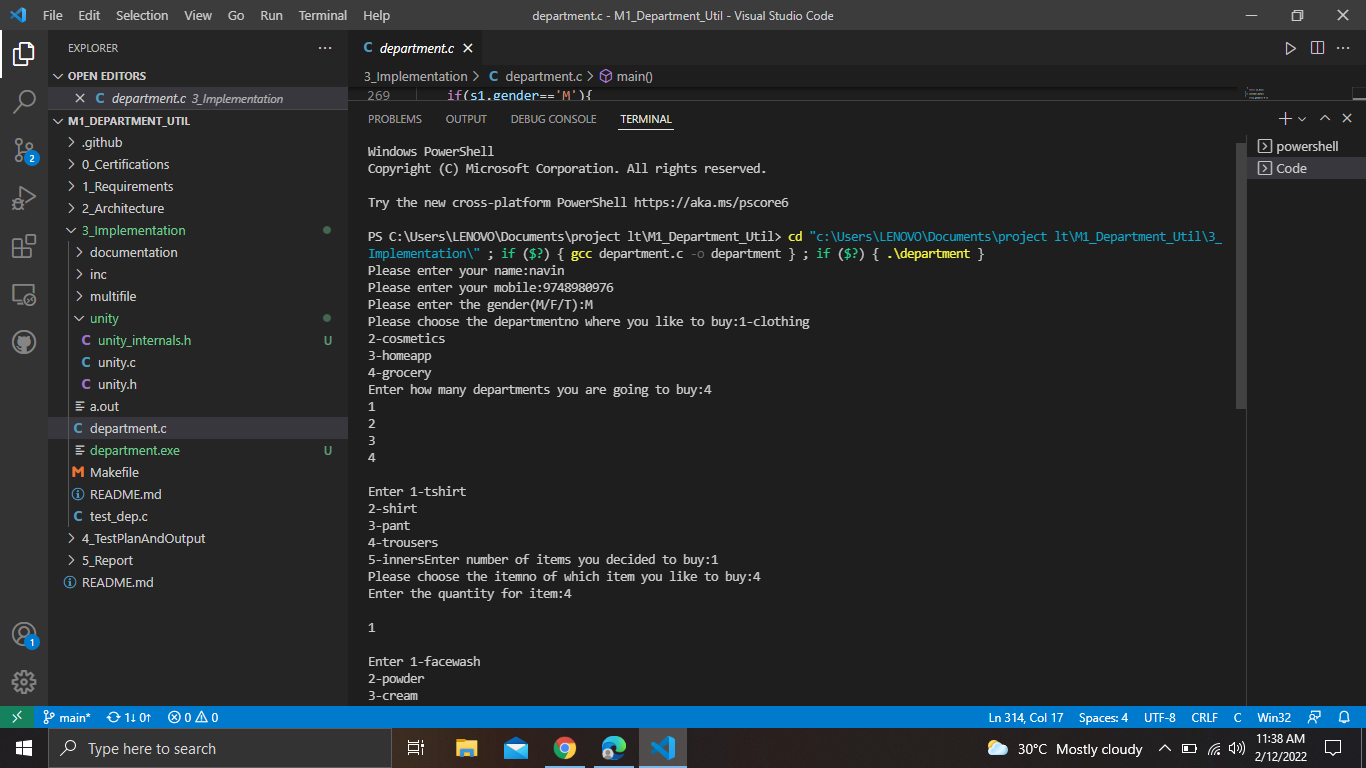 File Edit Selection View Go Run Terminal Help
department.c - M1_Department_Util - Visual Studio Code
EXPLORER
OPEN EDITORS
department.c 3_Implementation
M1_DEPARTMENT_UTIL
.github
0_Certifications
1_Requirements
2_Architecture
3_Implementation
documentation
inc
multifile
unity
C unity_internals.h U
C unity.c
C unity.h
a.out
C department.c
department.exe U
M Makefile
README.md
C test_dep.c
4_TestPlanAndOutput
5_Report
README.md
2
1
C department.c
3_Implementation > C department.c > main()
269 if(s1.gender=='M'){
PROBLEMS OUTPUT DEBUG CONSOLE TERMINAL
powershell
Code
Windows PowerShell
Copyright (C) Microsoft Corporation. All rights reserved.
Try the new cross-platform PowerShell https://aka.ms/pscore6
PS C:\Users\LENOVO\Documents\project lt\M1_Department_Util> cd "c:\Users\LENOVO\Documents\project lt\M1_Department_Util\3_
Implementation\" ; if ($?) { gcc department.c -o department } ; if ($?) { .\department }
Please enter your name:navin
Please enter your mobile:9748980976
Please enter the gender(M/F/T):M
Please choose the departmentno where you like to buy:1-clothing
2-cosmetics
3-homeapp
4-grocery
Enter how many departments you are going to buy:4
1
2
3
4
Enter 1-tshirt
2-shirt
3-pant
4-trousers
5-innersEnter number of items you decided to buy:1
Please choose the itemno of which item you like to buy:4
Enter the quantity for item:4
1
Enter 1-facewash
2-powder
3-cream
main* 1↓ 0↑ 0 0
Ln 314, Col 17 Spaces: 4 UTF-8 CRLF C Win32
Type here to search
30°C Mostly cloudy
11:38 AM
2/12/2022